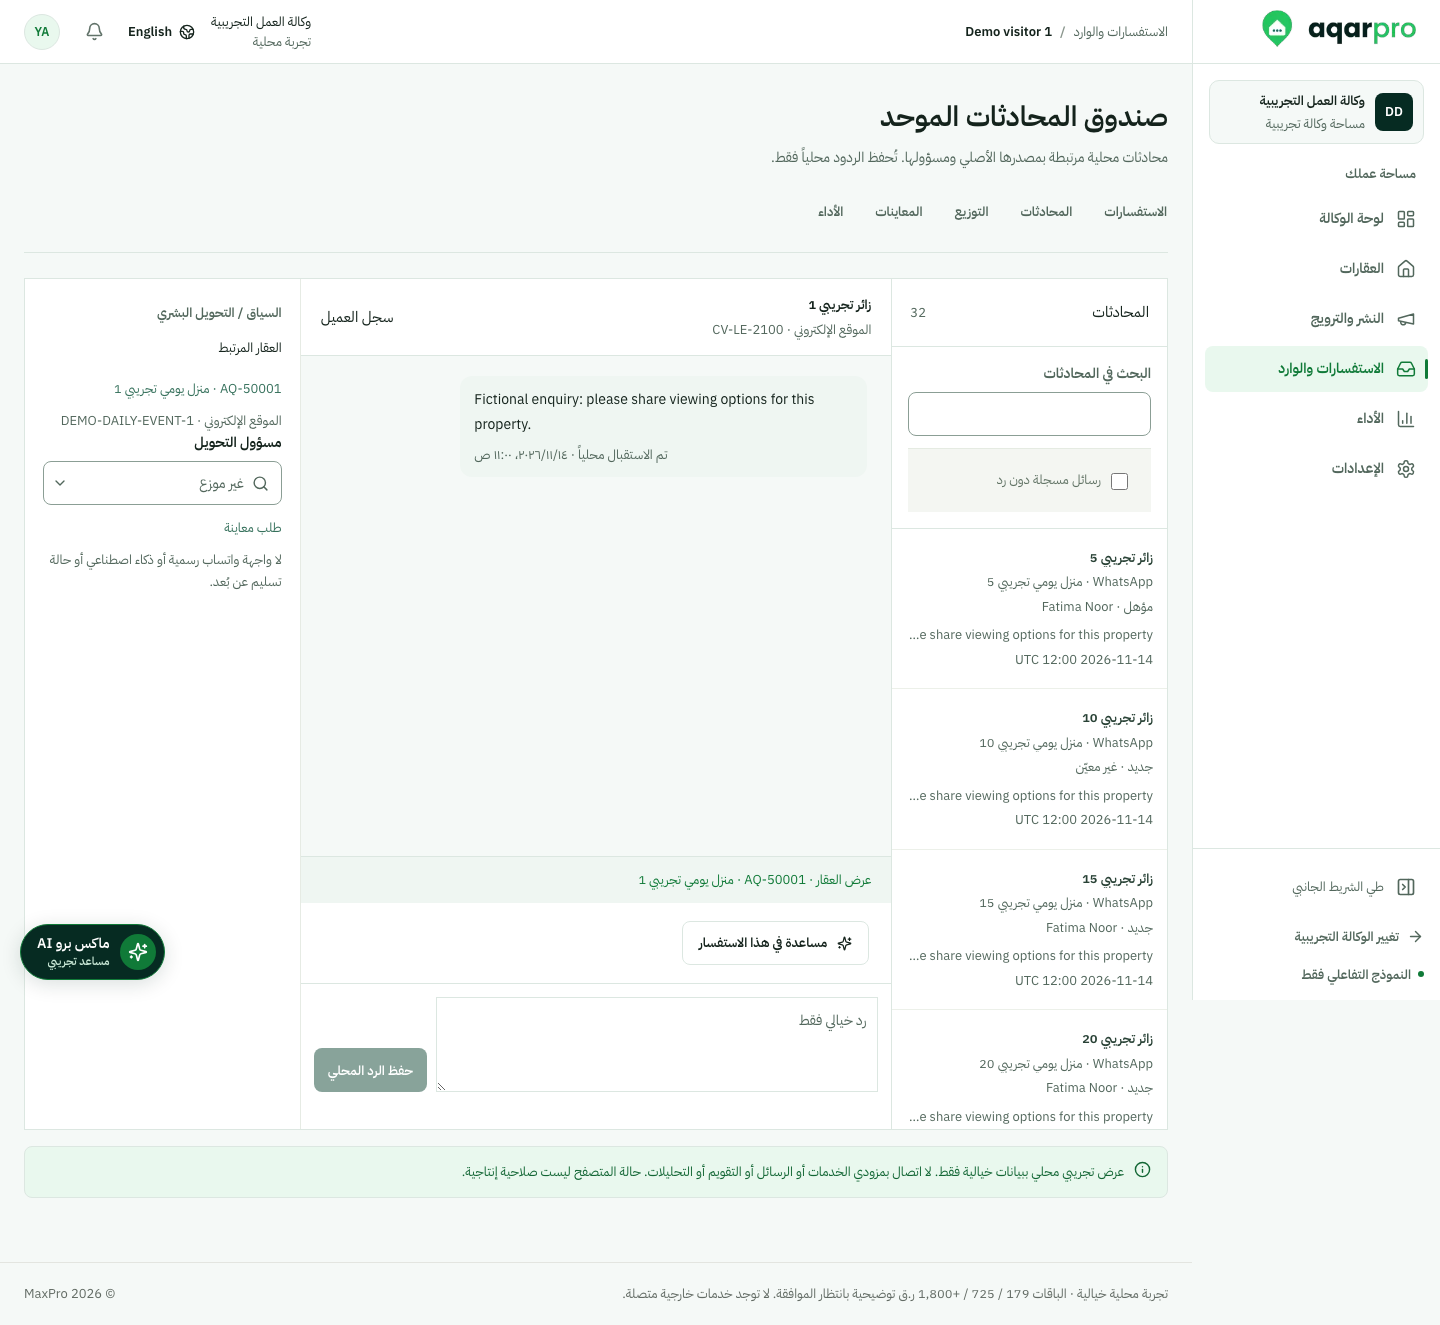 aqarpro
الاستفسارات والوارد / Demo visitor 1
وكالة العمل التجريبية
تجربة محلية
English
YA
DD
وكالة العمل التجريبية
مساحة وكالة تجريبية
مساحة عملك
لوحة الوكالة
العقارات
النشر والترويج
الاستفسارات والوارد
الأداء
الإعدادات
طي الشريط الجانبي
تغيير الوكالة التجريبية
النموذج التفاعلي فقط
صندوق المحادثات الموحد
محادثات محلية مرتبطة بمصدرها الأصلي ومسؤولها. تُحفظ الردود محلياً فقط.
الاستفسارات
المحادثات
التوزيع
المعاينات
الأداء
المحادثات
32
البحث في المحادثات
رسائل مسجلة دون رد
زائر تجريبي 5
WhatsApp · منزل يومي تجريبي 5
مؤهل · Fatima Noor
...e share viewing options for this property
UTC 12:00 2026-11-14
زائر تجريبي 10
WhatsApp · منزل يومي تجريبي 10
جديد · غير معيّن
...e share viewing options for this property
UTC 12:00 2026-11-14
زائر تجريبي 15
WhatsApp · منزل يومي تجريبي 15
جديد · Fatima Noor
...e share viewing options for this property
UTC 12:00 2026-11-14
زائر تجريبي 20
WhatsApp · منزل يومي تجريبي 20
جديد · Fatima Noor
...e share viewing options for this property
زائر تجريبي 1
الموقع الإلكتروني · CV-LE-2100
سجل العميل
Fictional enquiry: please share viewing options for this
property.
تم الاستقبال محلياً · ٢٠٢٦/١١/١٤، ١١:٠٠ ص
عرض العقار · AQ-50001 · منزل يومي تجريبي 1
مساعدة في هذا الاستفسار
رد خيالي فقط
حفظ الرد المحلي
السياق / التحويل البشري
العقار المرتبط
AQ-50001 · منزل يومي تجريبي 1
الموقع الإلكتروني · DEMO-DAILY-EVENT-1
مسؤول التحويل
غير موزع
طلب معاينة
لا واجهة واتساب رسمية أو ذكاء اصطناعي أو حالة
تسليم عن بُعد.
ماكس برو AI
مساعد تجريبي
عرض تجريبي محلي ببيانات خيالية فقط. لا اتصال بمزودي الخدمات أو الرسائل أو التقويم أو التحليلات. حالة المتصفح ليست صلاحية إنتاجية.
تجربة محلية خيالية · الباقات 179 / 725 / +1,800 ر.ق توضيحية بانتظار الموافقة. لا توجد خدمات خارجية متصلة.
MaxPro 2026 ©